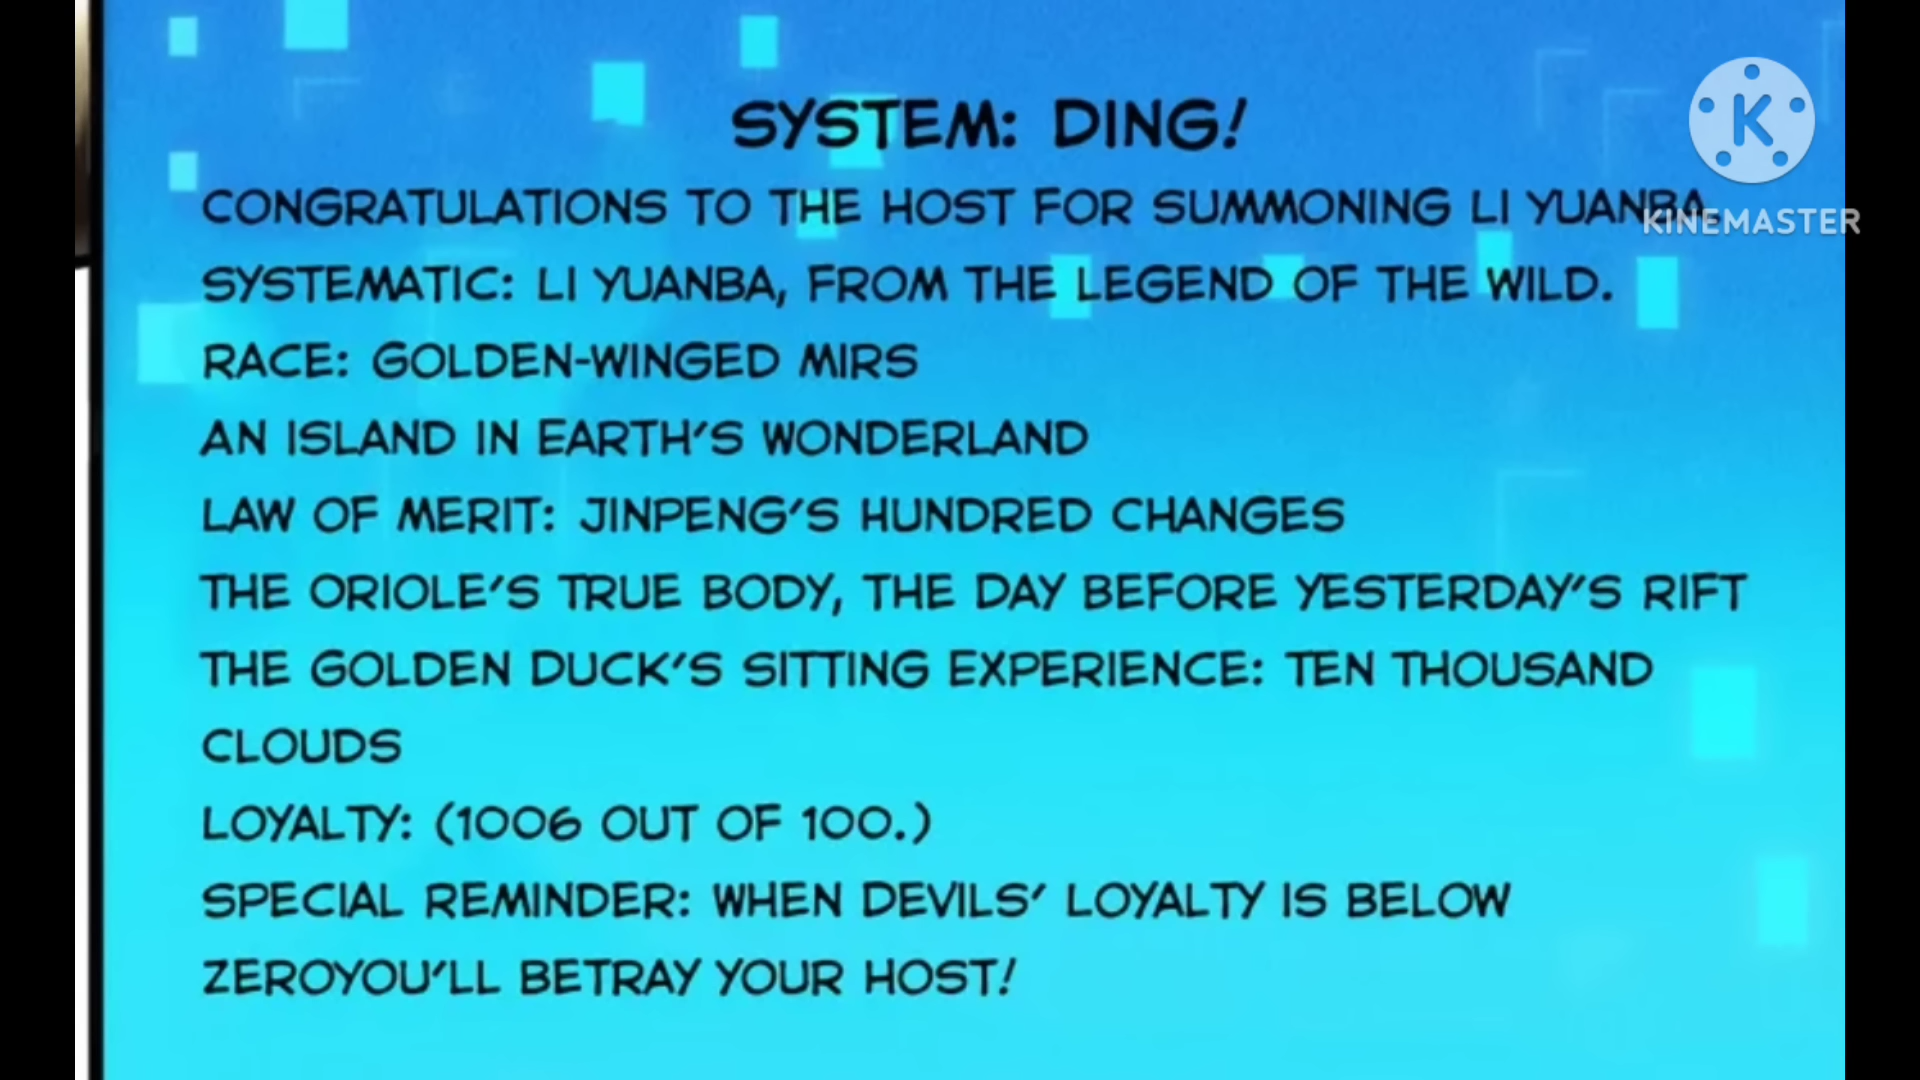 SYSTEM: DING!
CONGRATULATIONS TO THE HOST FOR SUMMONING LI YUANBA
KINEMASTER
SYSTEMATIC: LI YUANBA, FROM THE LEGEND OF THE WILD.
RACE: GOLDEN-WINGED MIRS
AN ISLAND IN EARTH'S WONDERLAND
LAW OF MERIT: JINPENG'S HUNDRED CHANGES
THE ORIOLE'S TRUE BODY, THE DAY BEFORE YESTERDAY'S RIFT
THE GOLDEN DUCK'S SITTING EXPERIENCE: TEN THOUSAND
CLOUDS
LOYALTY: (1006 OUT OF 100.)
SPECIAL REMINDER: WHEN DEVILS' LOYALTY IS BELOW
ZEROYOU'LL BETRAY YOUR HOST!